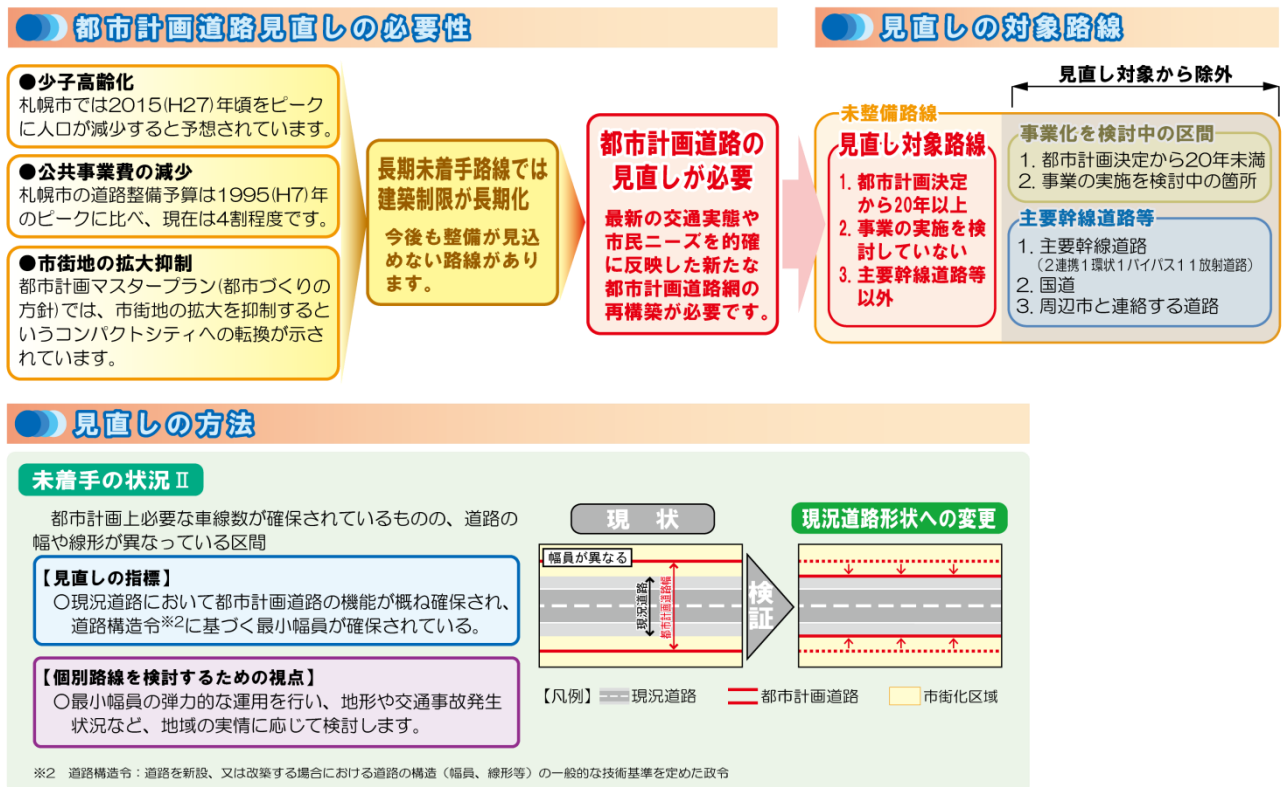 都市計画道路見直しの必要性
●少子高齢化
札幌市では2015(H27)年頃をピーク
に人口が減少すると予想されています。
●公共事業費の減少
札幌市の道路整備予算は1995(H7)年
のピークに比べ、現在は4割程度です。
●市街地の拡大抑制
都市計画マスタープラン(都市づくりの
方針)では、市街地の拡大を抑制すると
いうコンパクトシティへの転換が示さ
れています。
長期未着手路線では
建築制限が長期化
今後も整備が見込
めない路線があり
ます。
都市計画道路の
見直しが必要
最新の交通実態や
市民ニーズを的確
に反映した新たな
都市計画道路網の
再構築が必要です。
見直しの対象路線
見直し対象から除外
未整備路線
見直し対象路線
1. 都市計画決定
から20年以上
2. 事業の実施を検
討していない
3. 主要幹線道路等
以外
事業化を検討中の区間
1. 都市計画決定から20年未満
2. 事業の実施を検討中の箇所
主要幹線道路等
1. 主要幹線道路
(2連携1環状1バイパス11放射道路)
2. 国道
3. 周辺市と連絡する道路
見直しの方法
未着手の状況Ⅱ
都市計画上必要な車線数が確保されているものの、道路の
幅や線形が異なっている区間
【見直しの指標】
○現況道路において都市計画道路の機能が概ね確保され、
道路構造令※2に基づく最小幅員が確保されている。
【個別路線を検討するための視点】
○最小幅員の弾力的な運用を行い、地形や交通事故発生
状況など、地域の実情に応じて検討します。
現 状
幅員が異なる
現況道路
都市計画道路幅
検証
現況道路形状への変更
【凡例】 現況道路 都市計画道路 市街化区域
※2 道路構造令：道路を新設、又は改築する場合における道路の構造（幅員、線形等）の一般的な技術基準を定めた政令